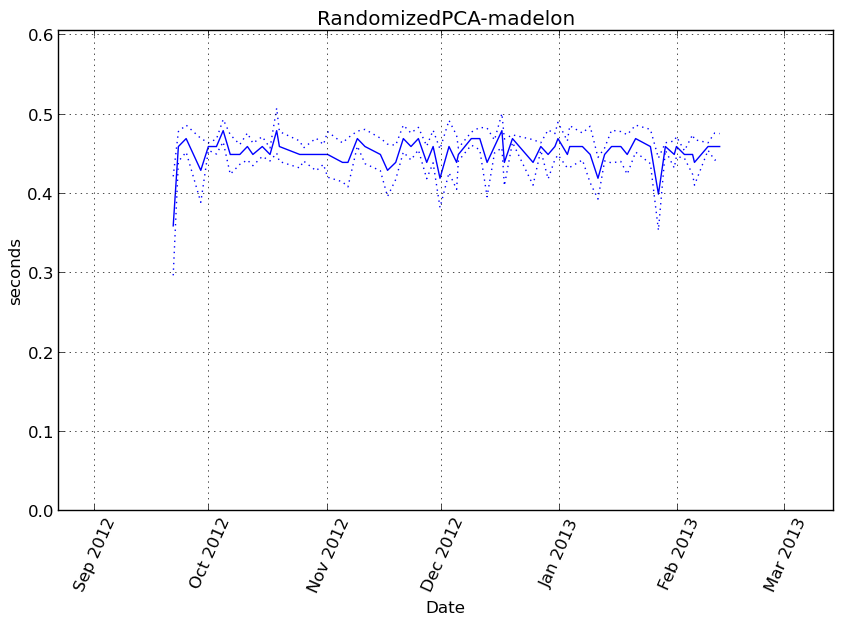 RandomizedPCA-madelon
0.6
0.5
0.4
0.3
0.2
0.1
0.0
seconds
Sep 2012
Oct 2012
Nov 2012
Dec 2012
Jan 2013
Feb 2013
Mar 2013
Date